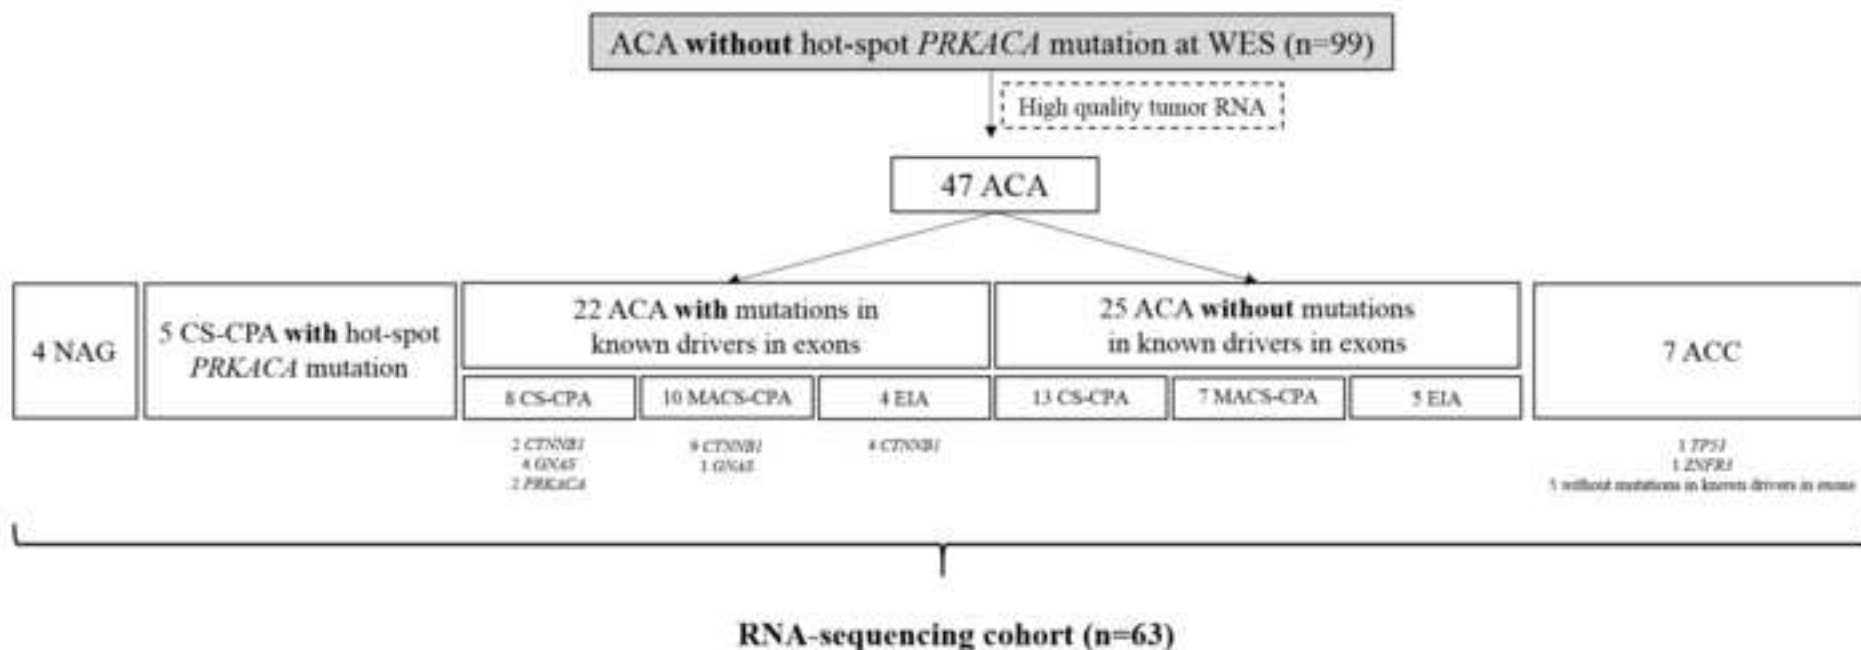 ACA without hot-spot PRKACA mutation at WES (n=99)
High quality tumor RNA
47 ACA
4 NAG
5 CS-CPA with hot-spot
PRKACA mutation
22 ACA with mutations in
known drivers in exons
25 ACA without mutations
in known drivers in exons
7 ACC
8 CS-CPA
10 MACS-CPA
4 EIA
13 CS-CPA
7 MACS-CPA
5 EIA
2 CTNNB1
4 GNAS
2 PRKACA
9 CTNNB1
1 GNAS
4 CTNNB1
1 TP53
1 ZNFR3
5 without mutations in known drivers in exons
RNA-sequencing cohort (n=63)